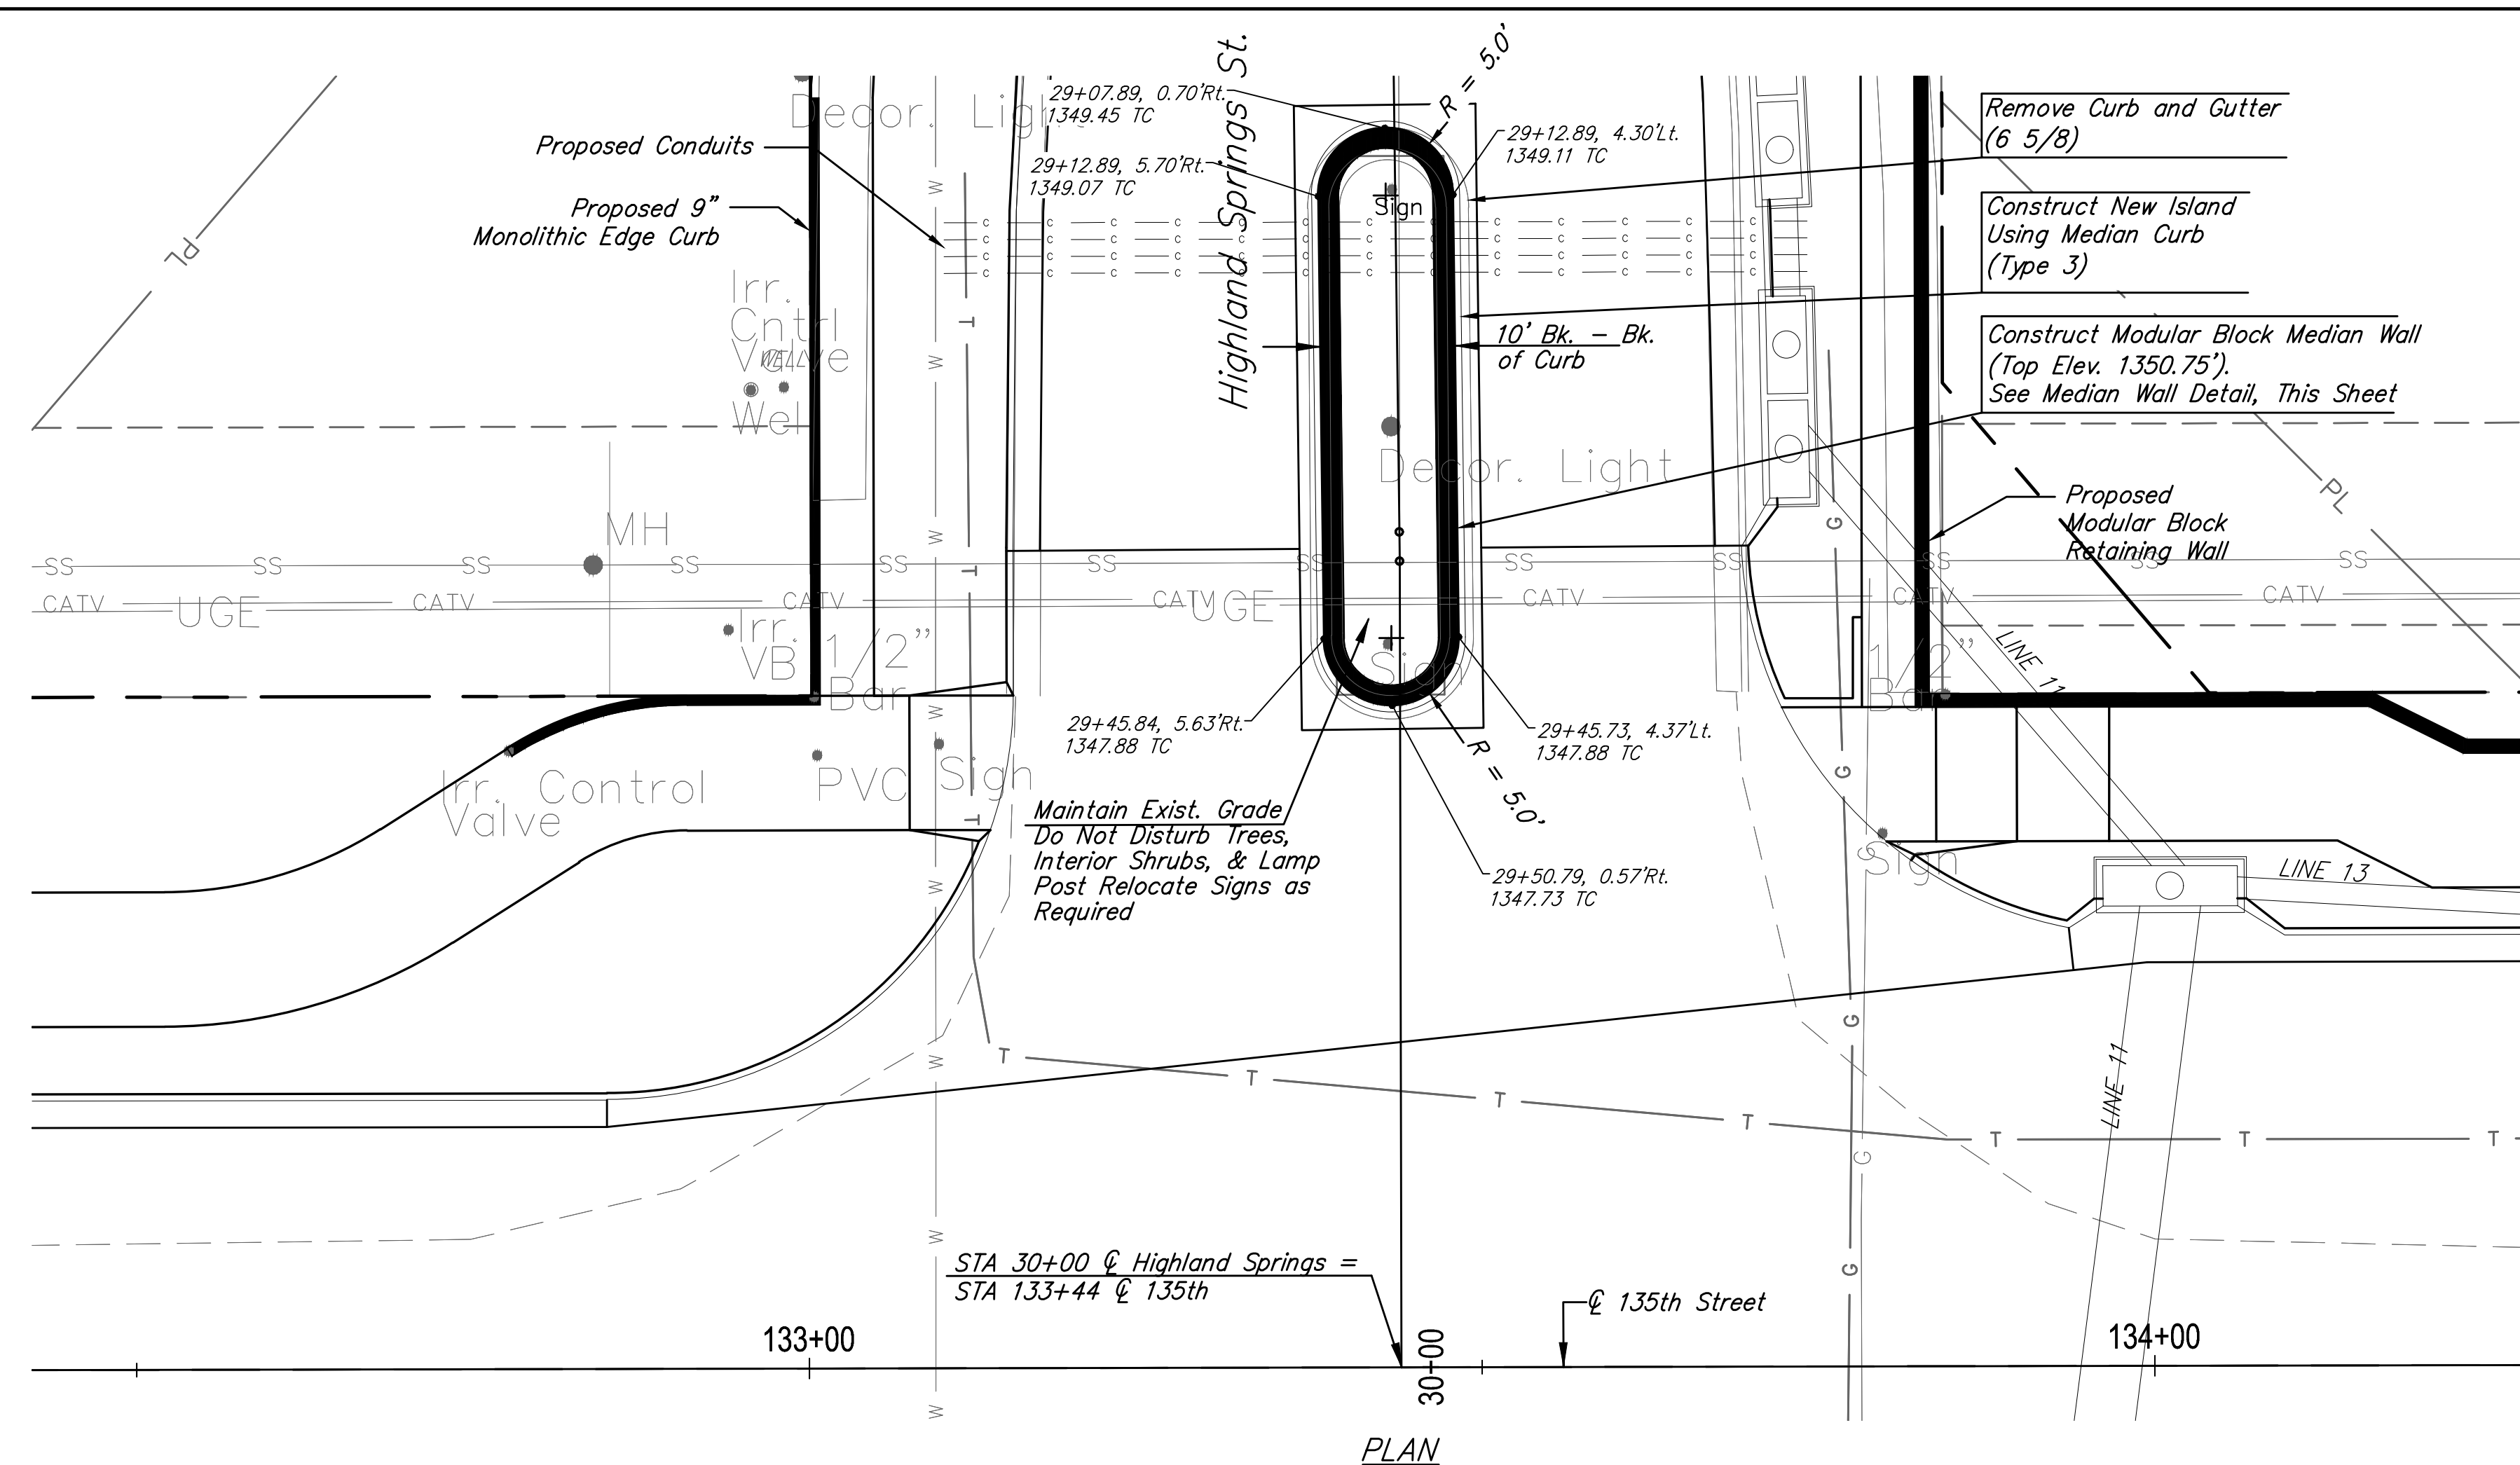 Highland Springs St.
R = 5.0'
29+07.89, 0.70'Rt.
1349.45 TC
Decor. Light
Proposed Conduits
29+12.89, 5.70'Rt.
1349.07 TC
29+12.89, 4.30'Lt.
1349.11 TC
Remove Curb and Gutter
(6 5/8)
Proposed 9"
Monolithic Edge Curb
Sign
Construct New Island
Using Median Curb
(Type 3)
PL
C C C C C C C C C C C C C
C C C C C C C C C C C C C
C C C C C C C C C C C C C
C C C C C C C C C C C C C
Irr.
Cntrl
Valve
WELL
Wel
10' Bk. - Bk.
of Curb
Construct Modular Block Median Wall
(Top Elev. 1350.75').
See Median Wall Detail, This Sheet
Decor. Light
PL
Proposed
Modular Block
Retaining Wall
MH
SS SS SS SS SS SS SS SS SS SS SS SS
CATV CATV CATV CATV CATV CATV CATV
UGE UGE
Irr.
VB
1/2"
Bar
Sign
1/2"
Bar
LINE 11
29+45.84, 5.63'Rt.
1347.88 TC
29+45.73, 4.37'Lt.
1347.88 TC
R = 5.0'
Irr. Control
Valve
PVC
Sign
Maintain Exist. Grade
Do Not Disturb Trees,
Interior Shrubs, & Lamp
Post Relocate Signs as
Required
29+50.79, 0.57'Rt.
1347.73 TC
Sign
LINE 13
LINE 11
W W W W W W W W
T T T
T T T T T T T
G G G G G
STA 30+00 ℄ Highland Springs =
STA 133+44 ℄ 135th
℄ 135th Street
133+00
30+00
134+00
PLAN